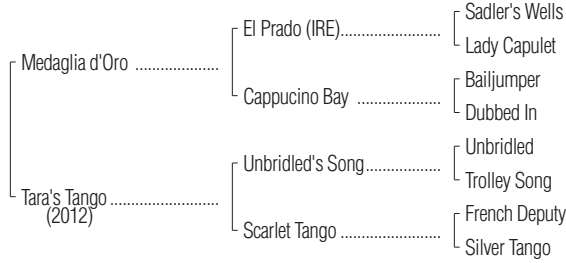 Sadler's Wells
El Prado (IRE)........................
Lady Capulet
Medaglia d'Oro ....................
Bailjumper
Cappucino Bay ....................
Dubbed In
Unbridled
Unbridled's Song..................
Trolley Song
Tara's Tango ..........................
(2012)
French Deputy
Scarlet Tango ........................
Silver Tango